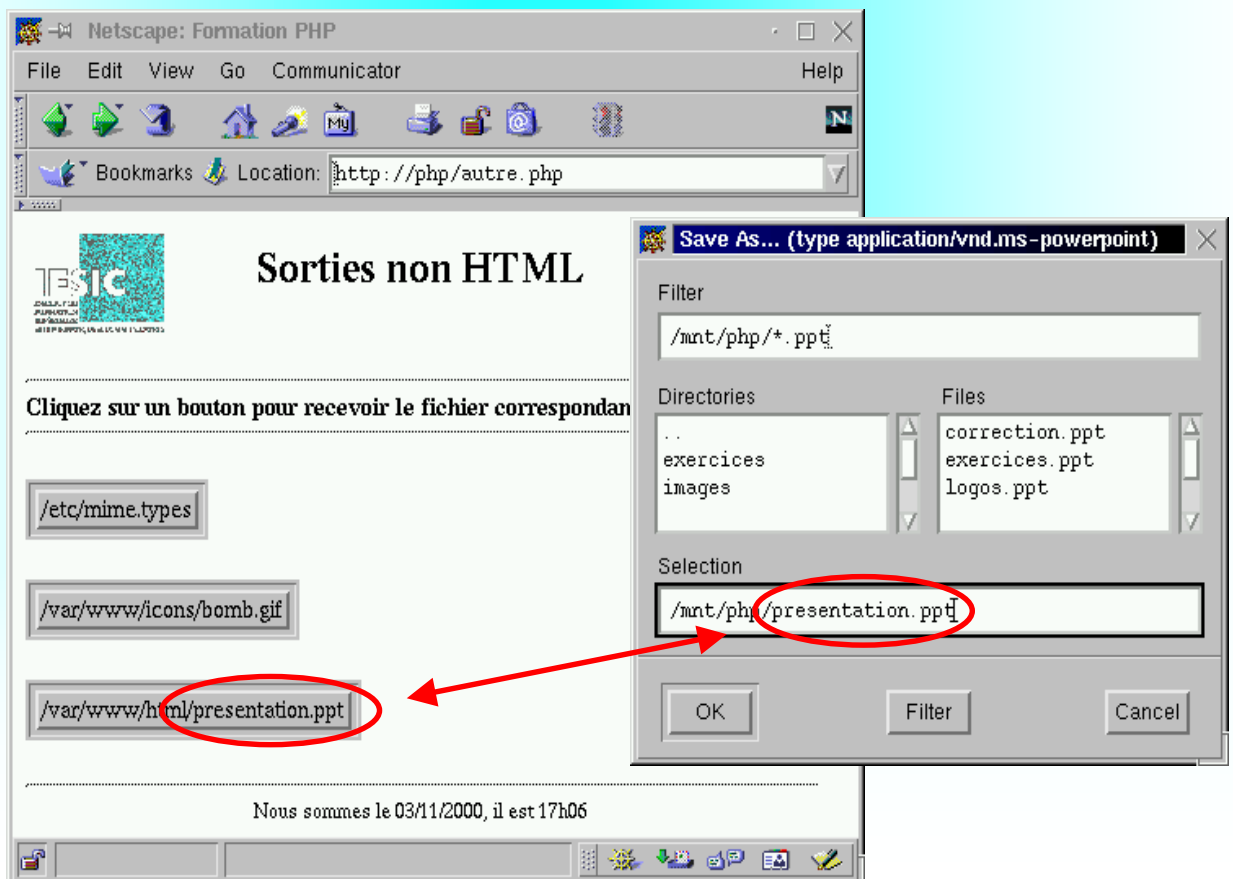 Netscape: Formation PHP
File Edit View Go Communicator Help
My
N
Bookmarks Location: http://php/autre.php
TESIC
Sorties non HTML
Cliquez sur un bouton pour recevoir le fichier correspondan
/etc/mime.types
/var/www/icons/bomb.gif
/var/www/html/presentation.ppt
Nous sommes le 03/11/2000, il est 17h06
Save As... (type application/vnd.ms-powerpoint)
Filter
/mnt/php/*.ppt
Directories
..
exercices
images
Files
correction.ppt
exercices.ppt
logos.ppt
Selection
/mnt/php/presentation.ppt
OK Filter Cancel